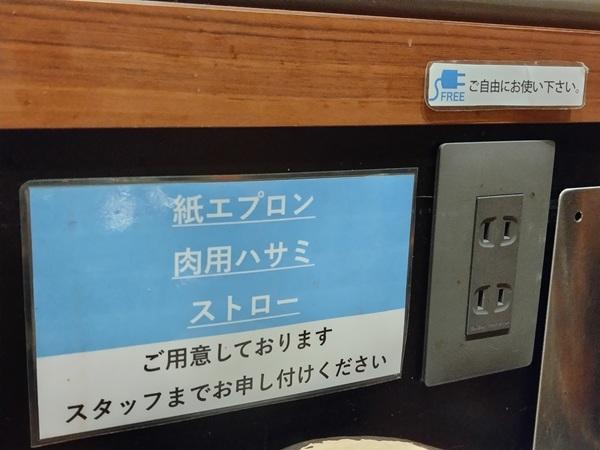 FREE ご自由にお使い下さい。
紙エプロン
肉用ハサミ
ストロー
ご用意しております
スタッフまでお申し付けください